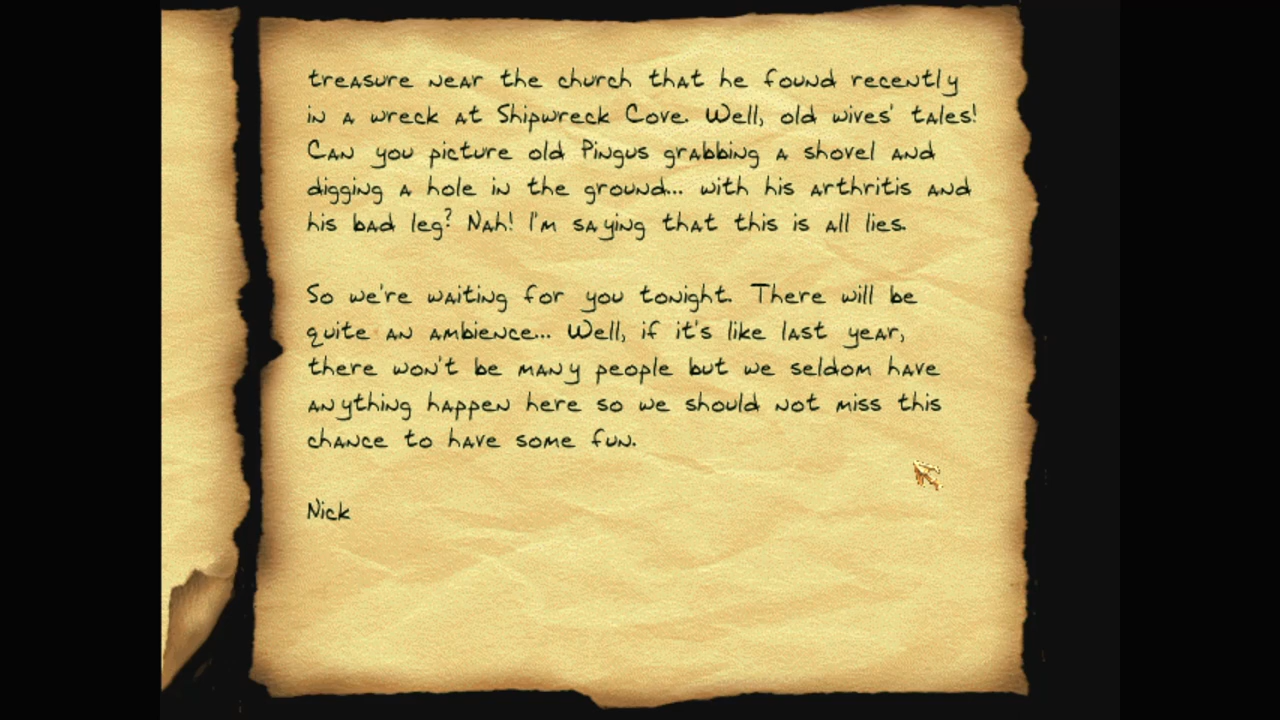 treasure near the church that he found recently
in a wreck at Shipwreck Cove. Well, old wives' tales!
Can you picture old Pingus grabbing a shovel and
digging a hole in the ground... with his arthritis and
his bad leg? Nah! I'm saying that this is all lies.
So we're waiting for you tonight. There will be
quite an ambience... Well, if it's like last year,
there won't be many people but we seldom have
anything happen here so we should not miss this
chance to have some fun.
Nick